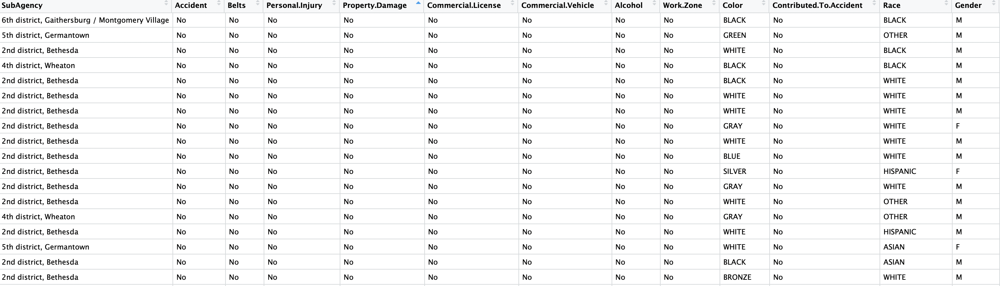 SubAgency Accident Belts Personal.Injury Property.Damage Commercial.License Commercial.Vehicle Alcohol Work.Zone Color Contributed.To.Accident Race Gender
6th district, Gaithersburg / Montgomery Village No No No No No No No No BLACK No BLACK M
5th district, Germantown No No No No No No No No GREEN No OTHER M
2nd district, Bethesda No No No No No No No No WHITE No BLACK M
4th district, Wheaton No No No No No No No No BLACK No BLACK M
2nd district, Bethesda No No No No No No No No BLACK No WHITE M
2nd district, Bethesda No No No No No No No No WHITE No WHITE M
2nd district, Bethesda No No No No No No No No WHITE No WHITE M
2nd district, Bethesda No No No No No No No No GRAY No WHITE F
2nd district, Bethesda No No No No No No No No WHITE No WHITE M
2nd district, Bethesda No No No No No No No No BLUE No WHITE M
2nd district, Bethesda No No No No No No No No SILVER No HISPANIC F
2nd district, Bethesda No No No No No No No No GRAY No WHITE M
2nd district, Bethesda No No No No No No No No WHITE No OTHER M
4th district, Wheaton No No No No No No No No GRAY No OTHER M
2nd district, Bethesda No No No No No No No No WHITE No HISPANIC M
5th district, Germantown No No No No No No No No WHITE No ASIAN F
2nd district, Bethesda No No No No No No No No BLACK No ASIAN M
2nd district, Bethesda No No No No No No No No BRONZE No WHITE M